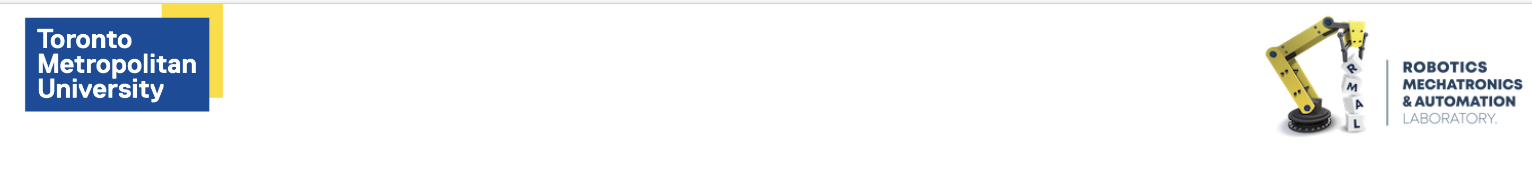 Toronto
Metropolitan
University
R
M
A
L
ROBOTICS
MECHATRONICS
& AUTOMATION
LABORATORY.